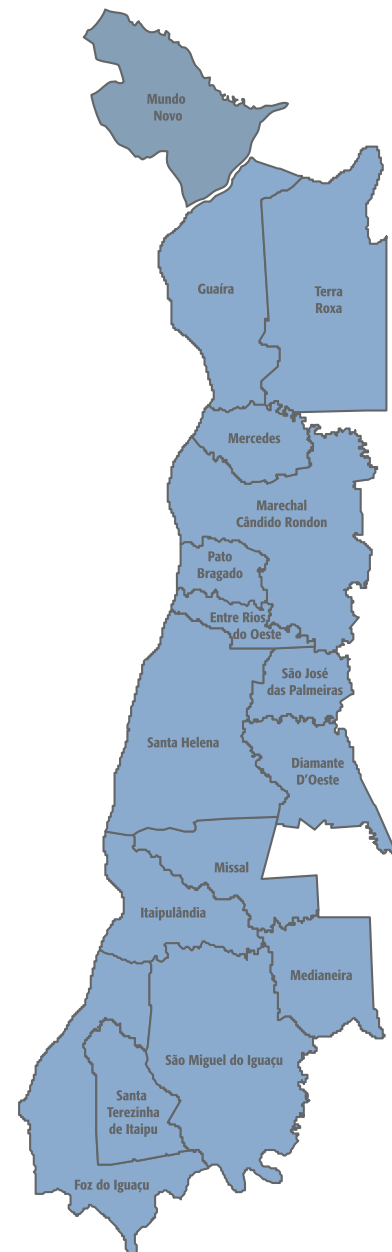 Mundo
Novo
Guaíra
Terra
Roxa
Mercedes
Marechal
Cândido Rondon
Pato
Bragado
Entre Rios
do Oeste
São José
das Palmeiras
Santa Helena
Diamante
D'Oeste
Missal
Itaipulândia
Medianeira
São Miguel do Iguaçu
Santa
Terezinha
de Itaipu
Foz do Iguaçu